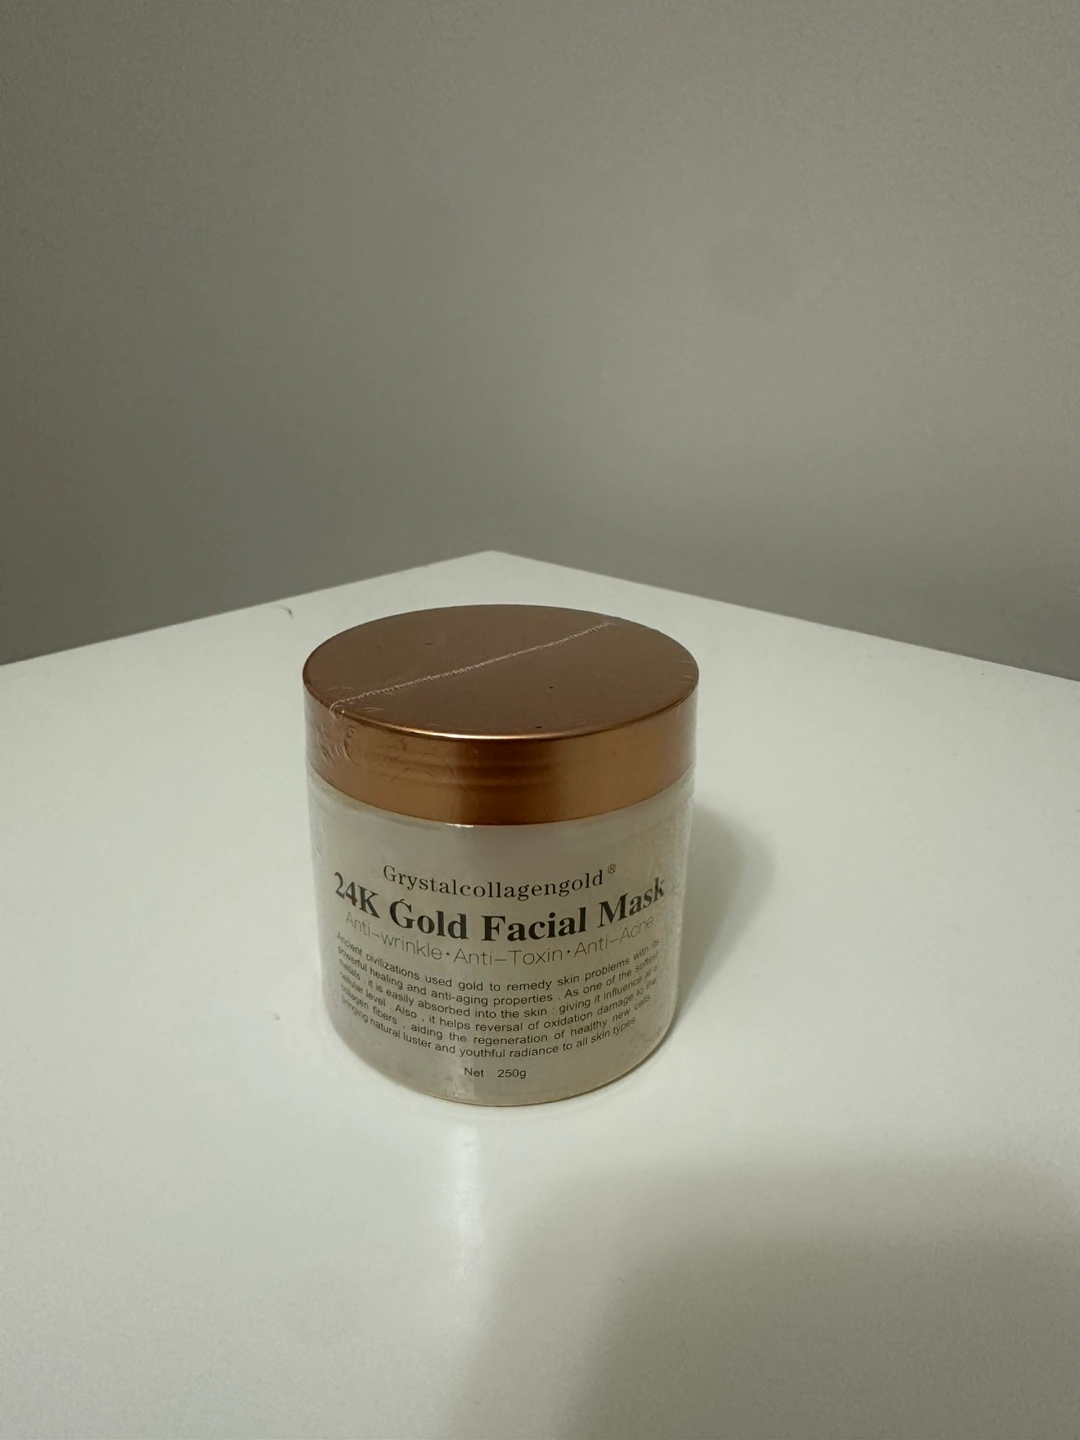 Grystalcollagengold®
24K Gold Facial Mask
Anti-wrinkle·Anti-Toxin·Anti-Acne
Ancient civilizations used gold to remedy skin problems with its
powerful healing and anti-aging properties . As one of the softest
metals . it is easily absorbed into the skin : giving it influence at a
cellular level . Also , it helps reversal of oxidation damage to the
collagen fibers , aiding the regeneration of healthy new cells.
bringing natural luster and youthful radiance to all skin types.
Net 250g